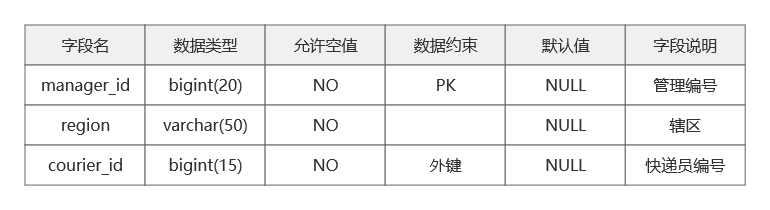 字段名 数据类型 允许空值 数据约束 默认值 字段说明
manager_id bigint(20) NO PK NULL 管理编号
region varchar(50) NO NULL 辖区
courier_id bigint(15) NO 外键 NULL 快递员编号